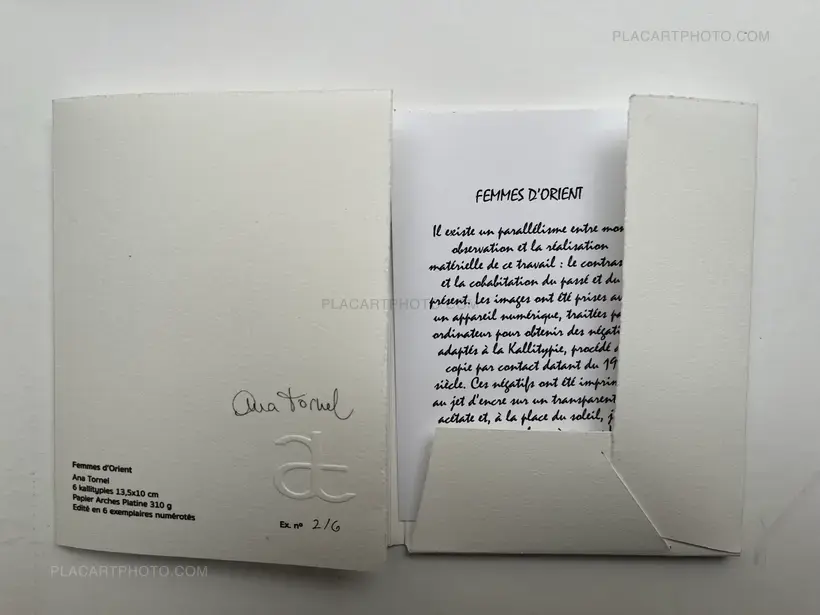 PLACARTPHOTO.COM
FEMMES D'ORIENT
Il existe un parallélisme entre mon
observation et la réalisation
matérielle de ce travail : le contras
et la cohabitation du passé et du
présent. Les images ont été prises av
un appareil numérique, traitées pa
ordinateur pour obtenir des négati
adaptés à la Kallitypie, procédé
copie par contact datant du 19
siècle. Ces négatifs ont été imprim
au jet d'encre sur un transparent
acétate et, à la place du soleil, j
PLACARTPHOTO.COM
Ana Tornel
at
Femmes d'Orient
Ana Tornel
6 kallitypies 13,5x10 cm
Papier Arches Platine 310 g
Edité en 6 exemplaires numérotés
Ex. nº 2/6
PLACARTPHOTO.COM